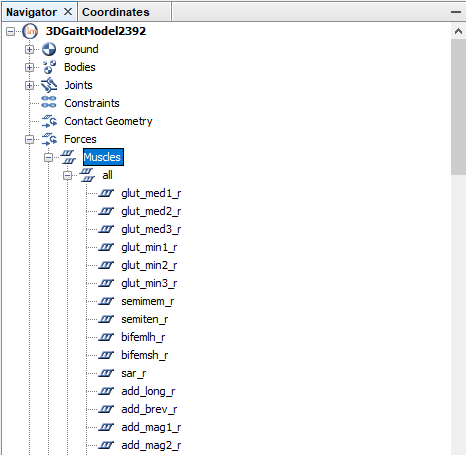 Navigator × Coordinates
3DGaitModel2392
ground
Bodies
Joints
Constraints
Contact Geometry
Forces
Muscles
all
glut_med1_r
glut_med2_r
glut_med3_r
glut_min1_r
glut_min2_r
glut_min3_r
semimem_r
semiten_r
bifemlh_r
bifemsh_r
sar_r
add_long_r
add_brev_r
add_mag1_r
add_mag2_r